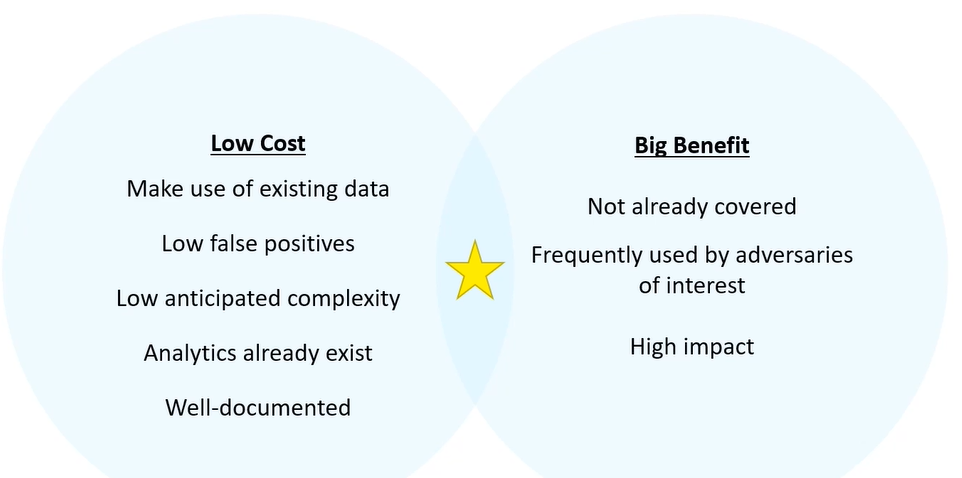 Low Cost
Make use of existing data
Low false positives
Low anticipated complexity
Analytics already exist
Well-documented
Big Benefit
Not already covered
Frequently used by adversaries
of interest
High impact